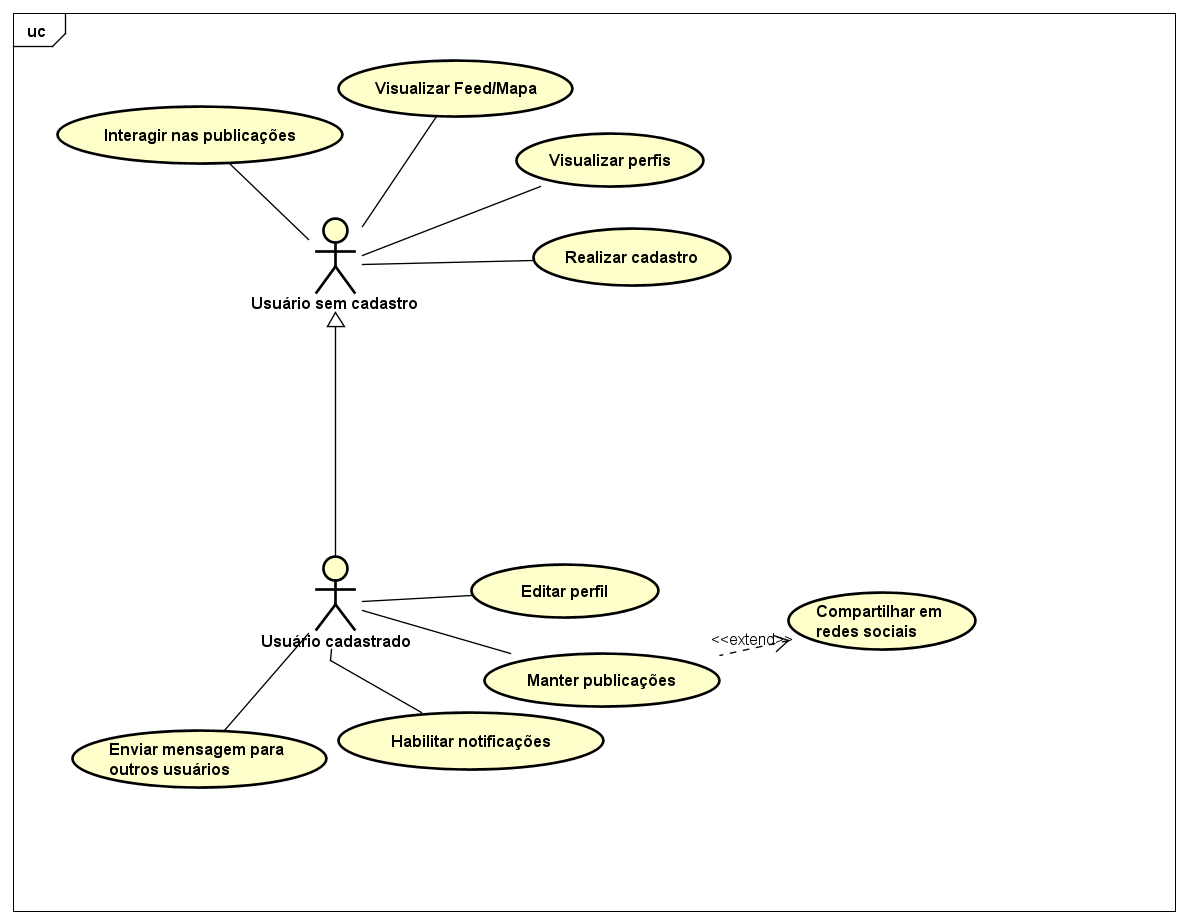 uc
Visualizar Feed/Mapa
Interagir nas publicações
Visualizar perfis
Realizar cadastro
Usuário sem cadastro
Editar perfil
Compartilhar em
redes sociais
<<extend>>
Usuário cadastrado
Manter publicações
Habilitar notificações
Enviar mensagem para
outros usuários